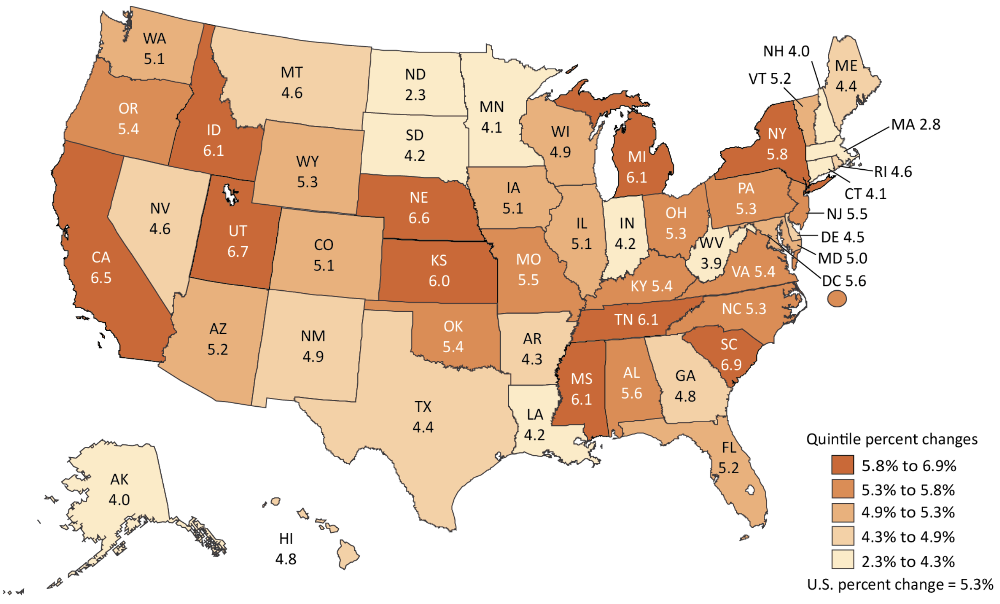 WA
5.1
OR
5.4
ID
6.1
MT
4.6
ND
2.3
MN
4.1
SD
4.2
WY
5.3
WI
4.9
MI
6.1
NH 4.0
VT 5.2
ME
4.4
NY
5.8
MA 2.8
RI 4.6
CT 4.1
NJ 5.5
DE 4.5
MD 5.0
DC 5.6
NV
4.6
UT
6.7
CA
6.5
CO
5.1
NE
6.6
KS
6.0
IA
5.1
MO
5.5
IL
5.1
IN
4.2
OH
5.3
PA
5.3
WV
3.9
VA 5.4
KY 5.4
NC 5.3
TN 6.1
SC
6.9
AZ
5.2
NM
4.9
OK
5.4
AR
4.3
MS
6.1
AL
5.6
GA
4.8
TX
4.4
LA
4.2
FL
5.2
AK
4.0
HI
4.8
Quintile percent changes
5.8% to 6.9%
5.3% to 5.8%
4.9% to 5.3%
4.3% to 4.9%
2.3% to 4.3%
U.S. percent change = 5.3%